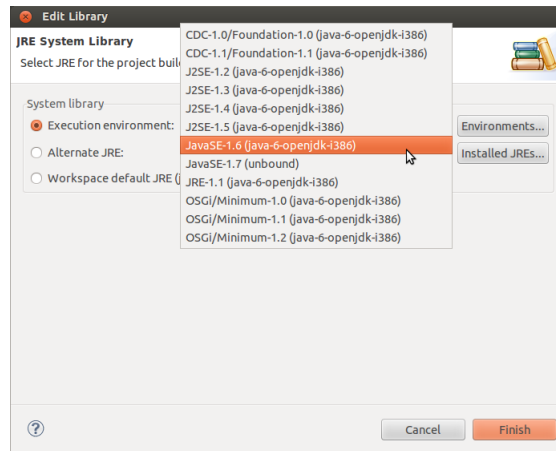 Edit Library
JRE System Library
Select JRE for the project buil
System library
Execution environment:
Alternate JRE:
Workspace default JRE (j
CDC-1.0/Foundation-1.0 (java-6-openjdk-i386)
CDC-1.1/Foundation-1.1 (java-6-openjdk-i386)
J2SE-1.2 (java-6-openjdk-i386)
J2SE-1.3 (java-6-openjdk-i386)
J2SE-1.4 (java-6-openjdk-i386)
J2SE-1.5 (java-6-openjdk-i386)
JavaSE-1.6 (java-6-openjdk-i386)
JavaSE-1.7 (unbound)
JRE-1.1 (java-6-openjdk-i386)
OSGi/Minimum-1.0 (java-6-openjdk-i386)
OSGi/Minimum-1.1 (java-6-openjdk-i386)
OSGi/Minimum-1.2 (java-6-openjdk-i386)
Environments...
Installed JREs...
?
Cancel
Finish